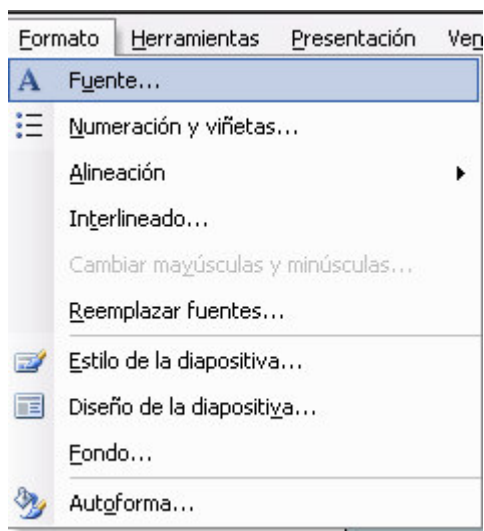 Formato Herramientas Presentación Ven
Fuente...
Numeración y viñetas...
Alineación
Interlineado...
Cambiar mayúsculas y minúsculas...
Reemplazar fuentes...
Estilo de la diapositiva...
Diseño de la diapositiva...
Fondo...
Autoforma...